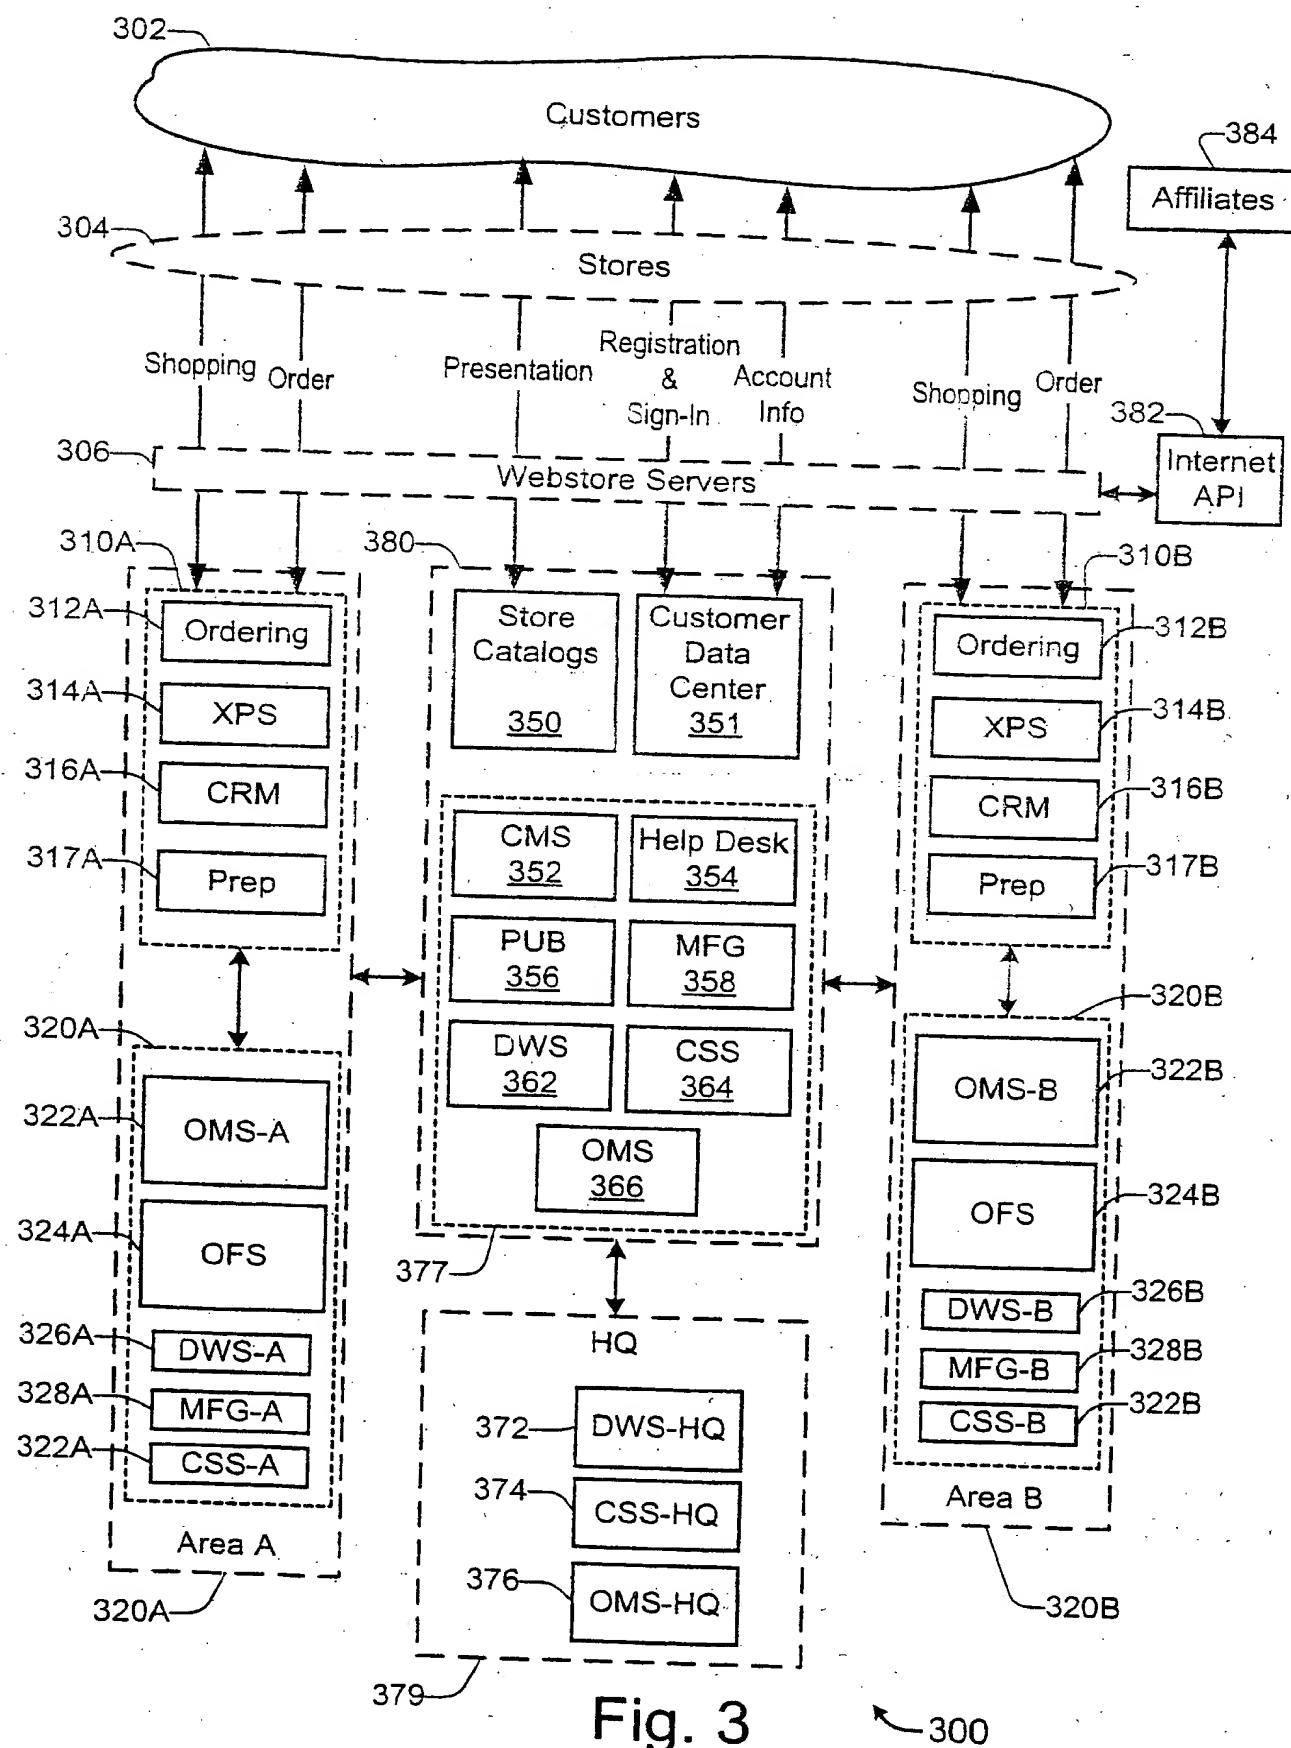 302
Customers
384
Affiliates
304
Stores
Shopping
Order
Presentation
Registration
&
Sign-In
Account
Info
Shopping
Order
382
Internet
API
306
Webstore Servers
310A
380
310B
312A
Ordering
314A
XPS
316A
CRM
317A
Prep
Store
Catalogs
350
Customer
Data
Center
351
312B
Ordering
314B
XPS
316B
CRM
317B
Prep
CMS
352
Help Desk
354
PUB
356
MFG
358
DWS
362
CSS
364
OMS
366
377
320A
322A
OMS-A
324A
OFS
326A
DWS-A
328A
MFG-A
322A
CSS-A
Area A
320A
320B
322B
OMS-B
324B
OFS
326B
DWS-B
328B
MFG-B
322B
CSS-B
Area B
320B
HQ
372
DWS-HQ
374
CSS-HQ
376
OMS-HQ
379
Fig. 3
300